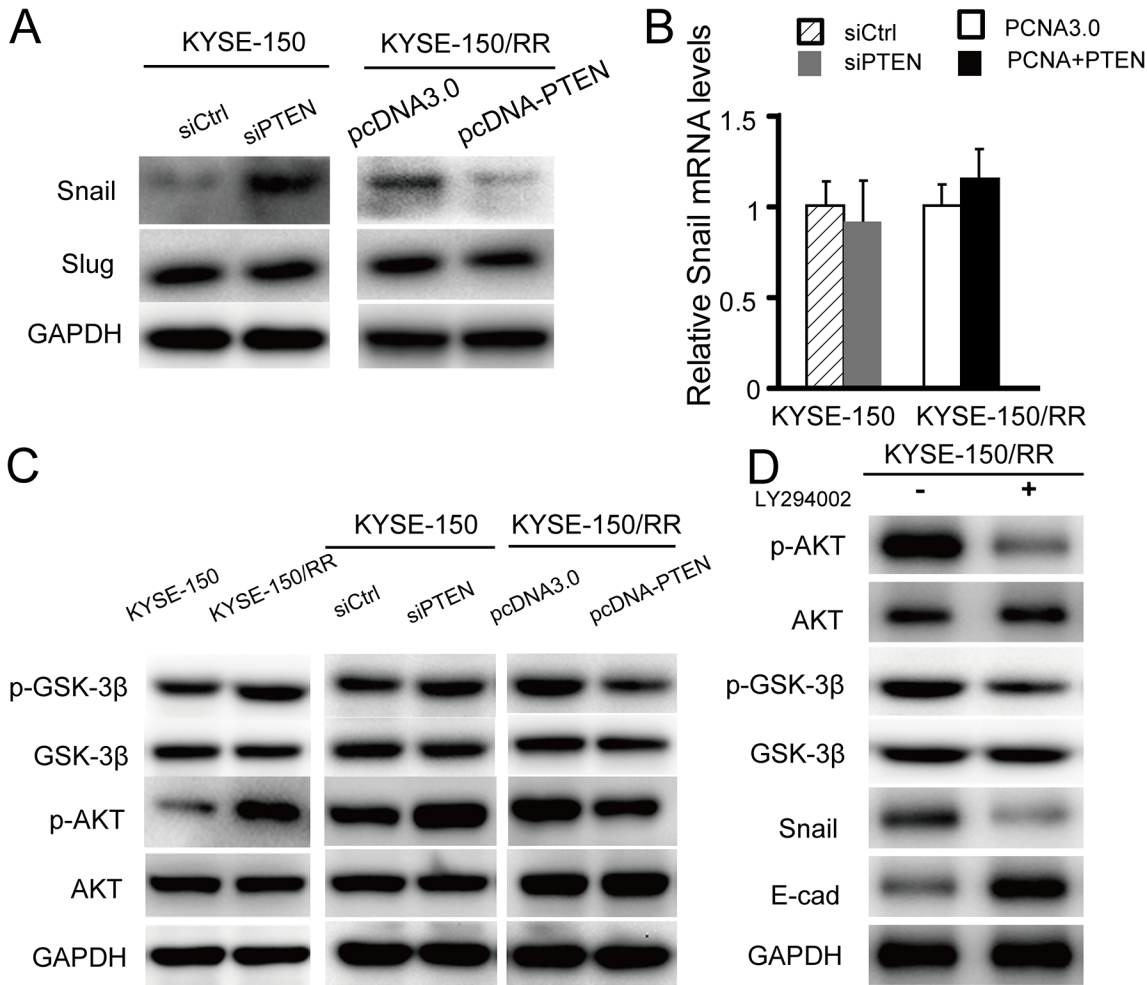 A
KYSE-150
KYSE-150/RR
siCtrl
siPTEN
pcDNA3.0
pcDNA-PTEN
Snail
Slug
GAPDH
B
siCtrl
PCNA3.0
siPTEN
PCNA+PTEN
Relative Snail mRNA levels
1.5
1
0.5
0
KYSE-150
KYSE-150/RR
C
KYSE-150
KYSE-150/RR
KYSE-150
KYSE-150/RR
siCtrl
siPTEN
pcDNA3.0
pcDNA-PTEN
p-GSK-3β
GSK-3β
p-AKT
AKT
GAPDH
D
KYSE-150/RR
LY294002 - +
p-AKT
AKT
p-GSK-3β
GSK-3β
Snail
E-cad
GAPDH